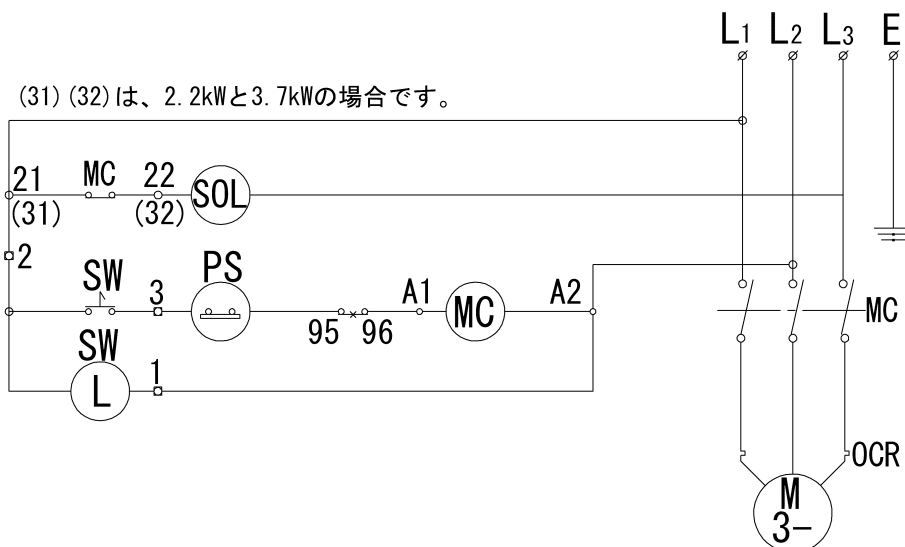 L1 L2 L3 E
(31)(32)は、2.2kWと3.7kWの場合です。
21 MC 22
(31) (32)
SOL
2
SW 3 PS
95 96
A1 MC A2
MC
SW
L
1
OCR
M
3−